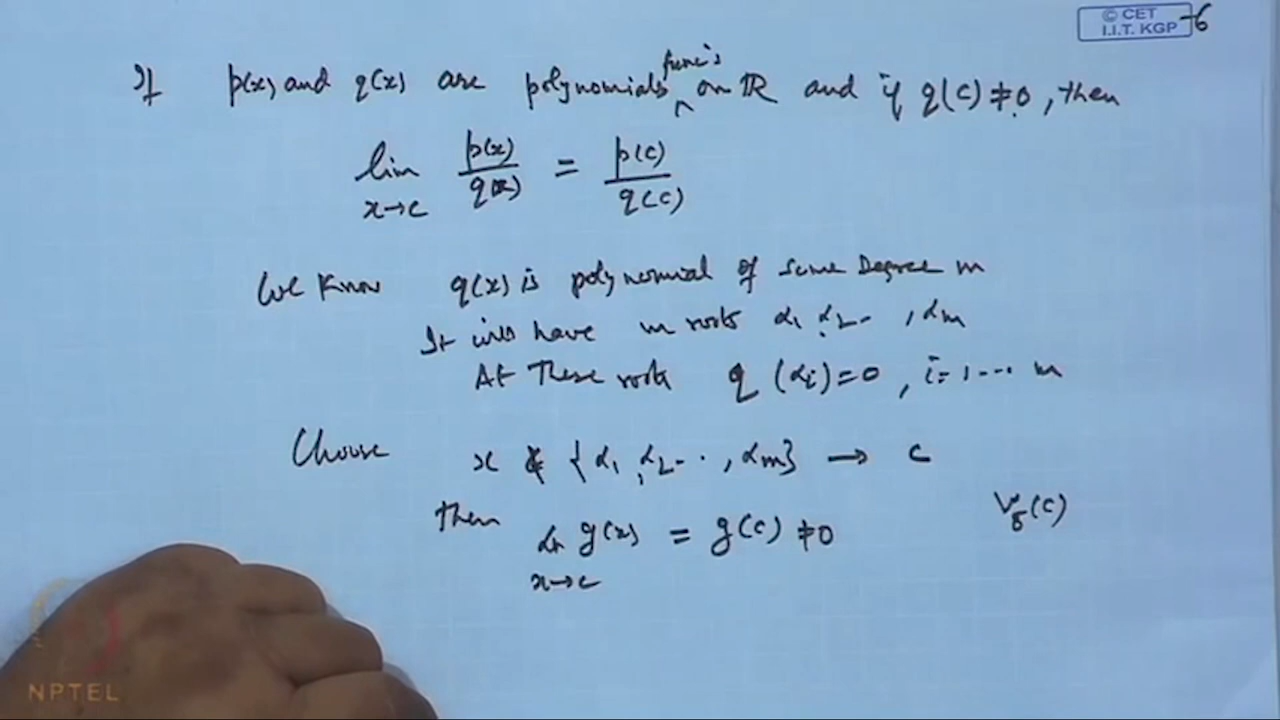 © CET
I.I.T. KGP
-6
If p(x) and q(x) are polynomials func's on ℝ and if q(c) ≠ 0, then
lim x→c p(x)/q(x) = p(c)/q(c)
We know q(x) is polynomial of some degree m
It will have m roots α1 α2 - , αm
At these roots q (αi) = 0, i = 1 --- m
Choose x ∉ {α1, α2 - - ·, αm} → c
then lim x→c g(x) = g(c) ≠ 0
Vδ(c)
NPTEL